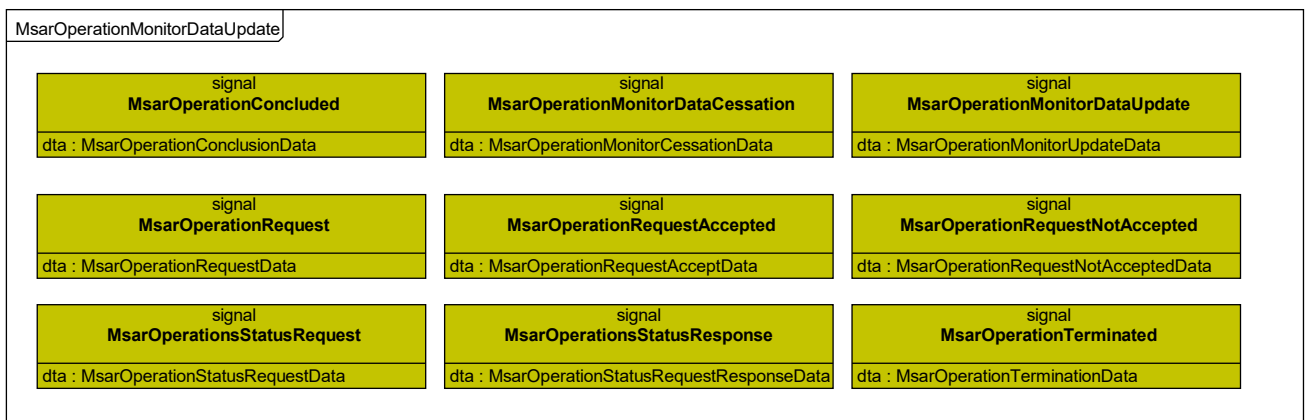 MsarOperationMonitorDataUpdate
signal
MsarOperationConcluded
dta : MsarOperationConclusionData
signal
MsarOperationMonitorDataCessation
dta : MsarOperationMonitorCessationData
signal
MsarOperationMonitorDataUpdate
dta : MsarOperationMonitorUpdateData
signal
MsarOperationRequest
dta : MsarOperationRequestData
signal
MsarOperationRequestAccepted
dta : MsarOperationRequestAcceptData
signal
MsarOperationRequestNotAccepted
dta : MsarOperationRequestNotAcceptedData
signal
MsarOperationsStatusRequest
dta : MsarOperationStatusRequestData
signal
MsarOperationsStatusResponse
dta : MsarOperationStatusRequestResponseData
signal
MsarOperationTerminated
dta : MsarOperationTerminationData